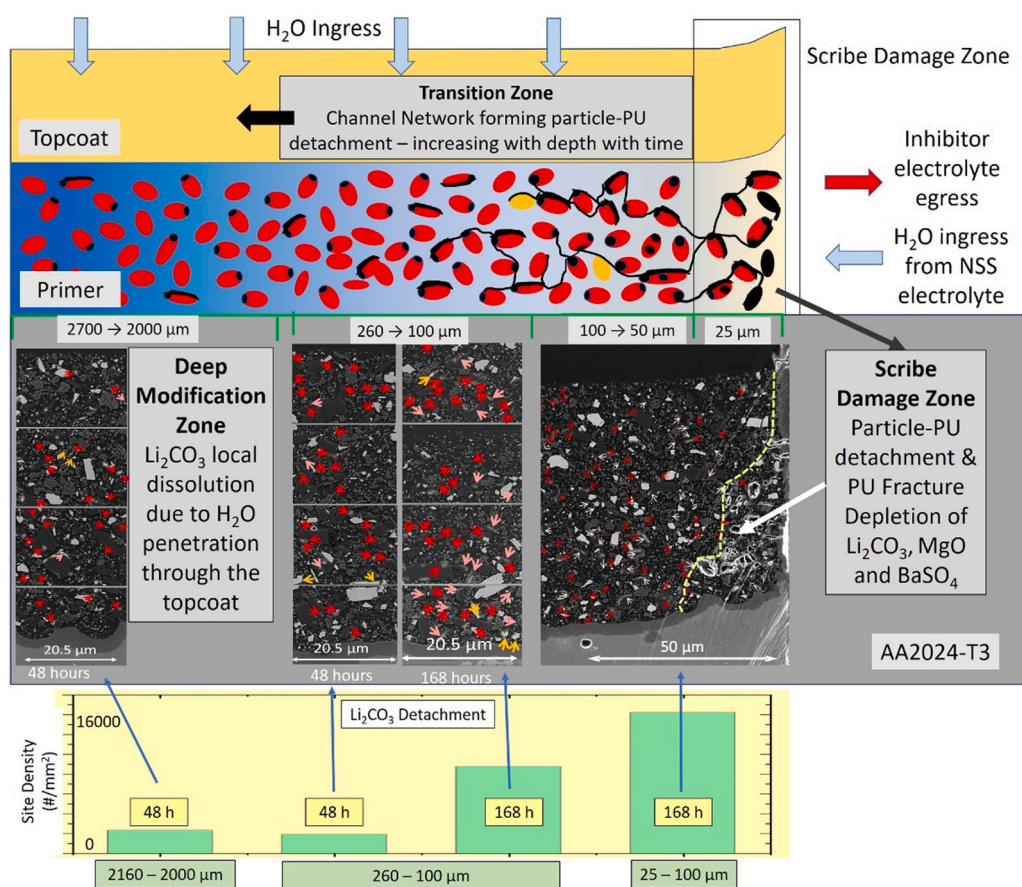 H₂O Ingress
Scribe Damage Zone
Transition Zone
Channel Network forming particle-PU
detachment – increasing with depth with time
Topcoat
Inhibitor
electrolyte
egress
H₂O ingress
from NSS
electrolyte
Primer
2700 → 2000 µm
260 → 100 µm
100 → 50 µm
25 µm
Deep
Modification
Zone
Li₂CO₃ local
dissolution
due to H₂O
penetration
through the
topcoat
Scribe
Damage Zone
Particle-PU
detachment &
PU Fracture
Depletion of
Li₂CO₃, MgO
and BaSO₄
20.5 µm
20.5 µm
20.5 µm
50 µm
AA2024-T3
48 hours
48 hours
168 hours
Li₂CO₃ Detachment
16000
Site Density
(#/mm²)
48 h
48 h
168 h
168 h
0
2160 – 2000 µm
260 – 100 µm
25 – 100 µm